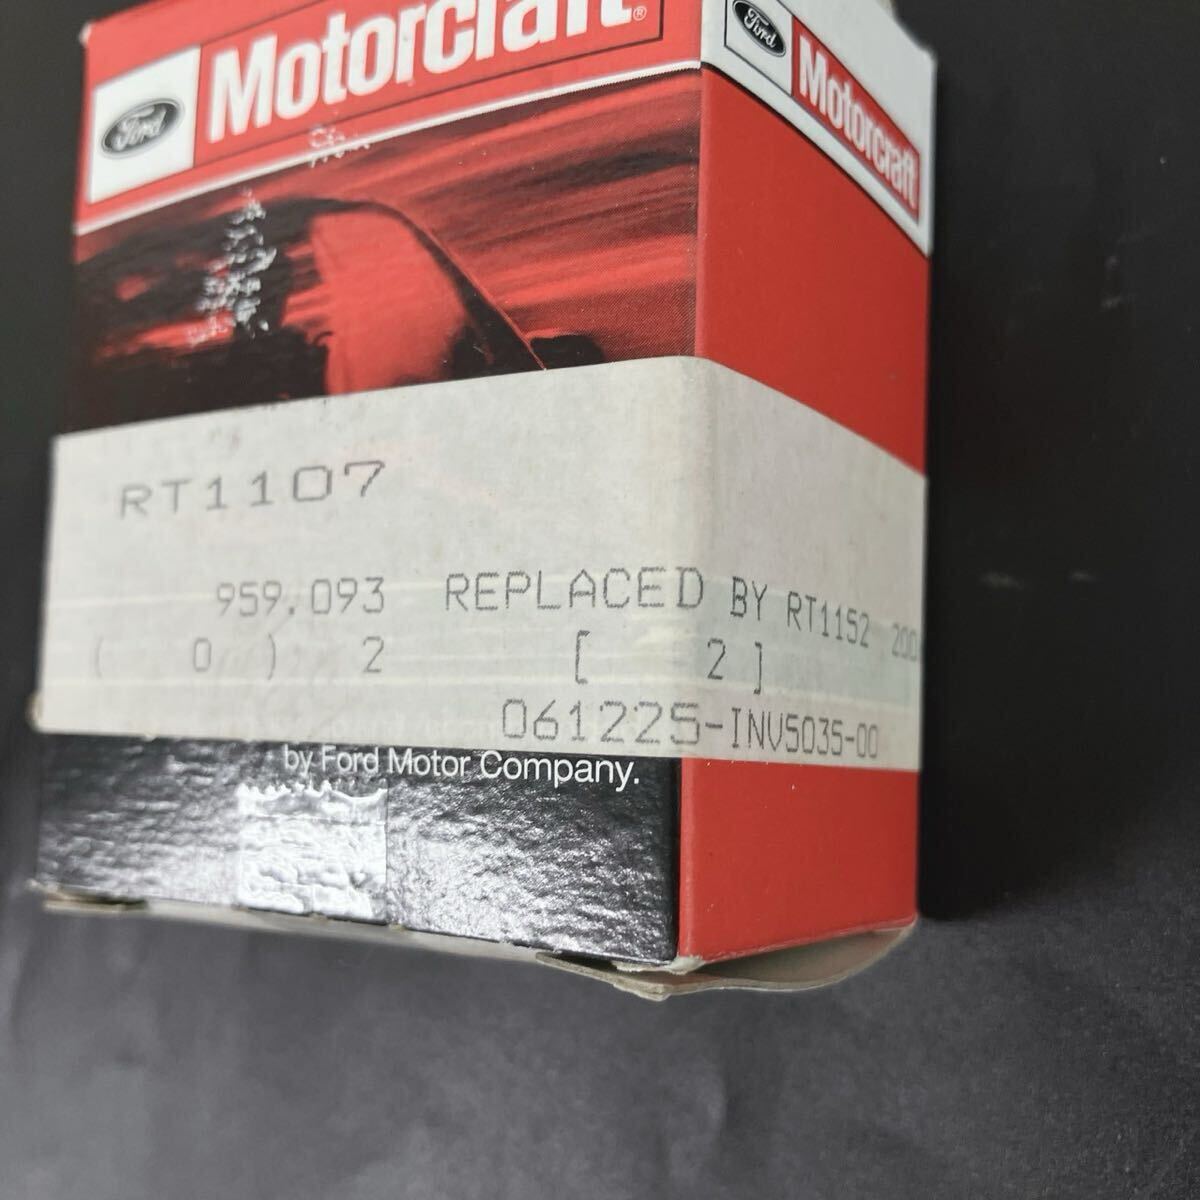 Ford Motorcraft®
Ford Motorcraft
RT1107
959.093 REPLACED BY RT1152 200
( 0 ) 2 [ 2 ]
061225-INV5035-00
by Ford Motor Company.